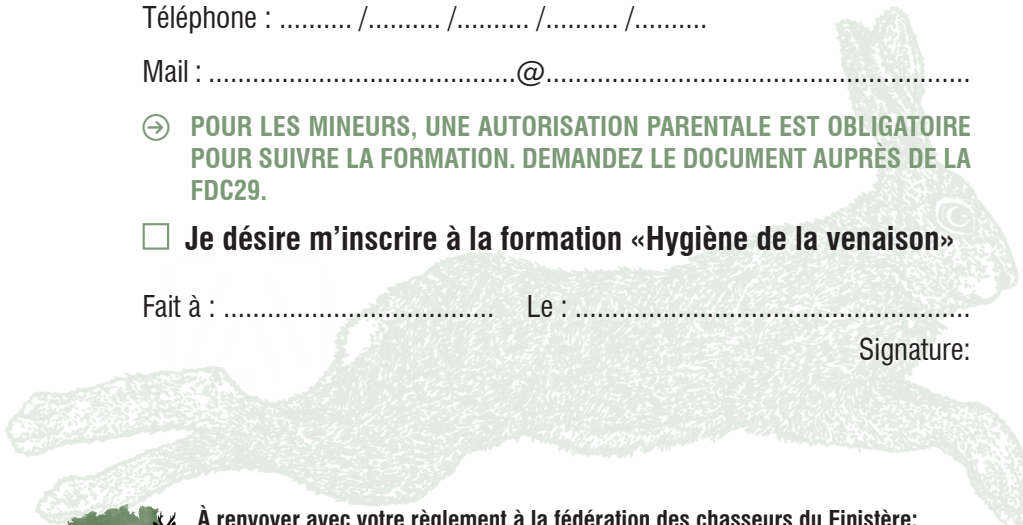 Téléphone : .......... /.......... /.......... /.......... /..........
Mail : ..........................................@..........................................................
POUR LES MINEURS, UNE AUTORISATION PARENTALE EST OBLIGATOIRE
POUR SUIVRE LA FORMATION. DEMANDEZ LE DOCUMENT AUPRÈS DE LA
FDC29.
Je désire m’inscrire à la formation «Hygiène de la venaison»
Fait à : ..................................... Le : ......................................................
Signature:
À renvoyer avec votre règlement à la fédération des chasseurs du Finistère: